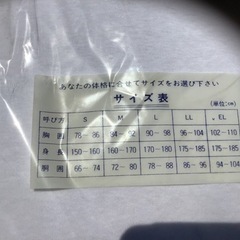 あなたの体格に合せてサイズをお選び下さい
サイズ表
(単位:cm)
呼び方 S M L LL EL
胸囲 78－86 84－92 90－98 96－104 102－110
身長 150－160 160－170 170－180 175－185 175－185
胴囲 66－74 72－80 78－88 86－96 94－104